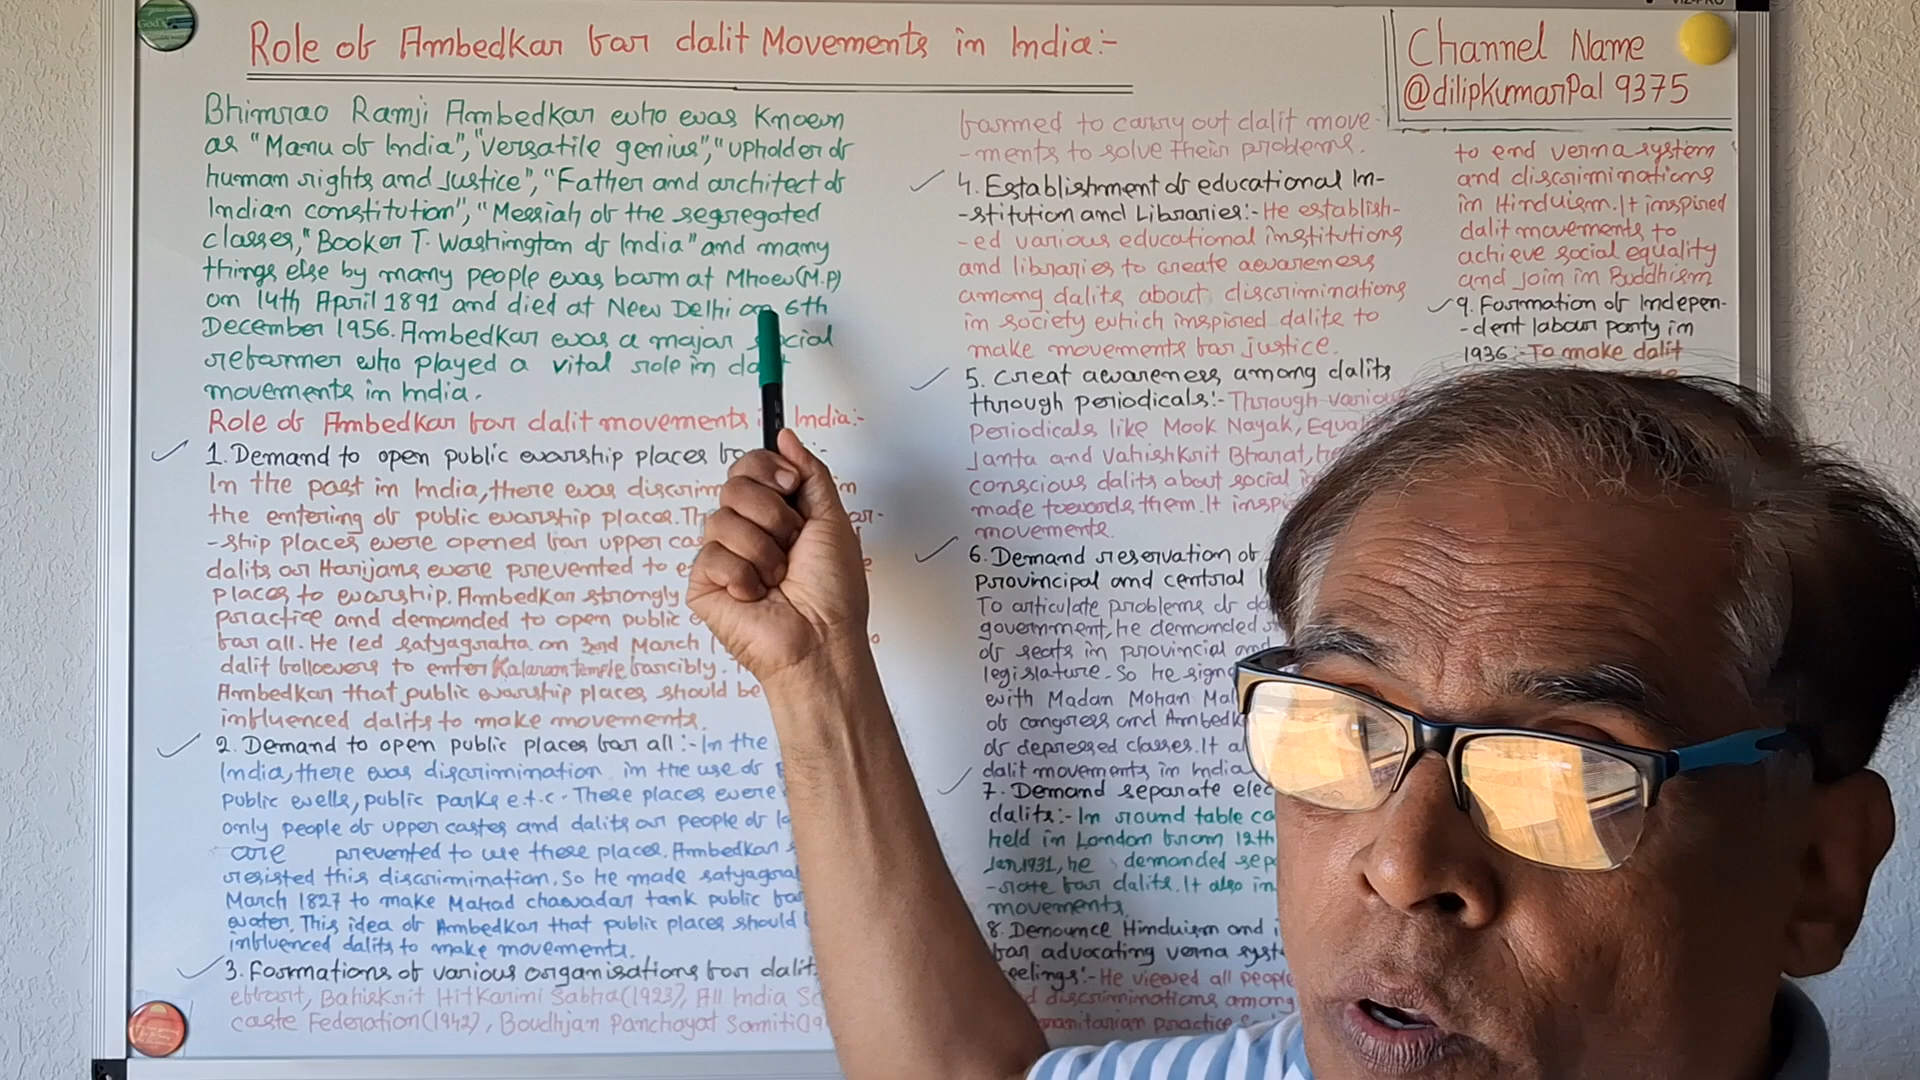 Role of Ambedkar for dalit Movements in India:-
Channel Name
@dilipKumarPal 9375
Bhimrao Ramji Ambedkar who was Known
as "Manu of India", "Versatile genius", "upholder of
human rights and Justice", "Father and architect of
Indian constitution", "Messiah of the segregated
classes, "Booker T. Washington of India" and many
things else by many people was born at Mhow(M.P)
on 14th April 1891 and died at New Delhi on 6th
December 1956. Ambedkar was a major social
reformer who played a vital role in
movements in India.
Role of Ambedkar for dalit movements India:-
1. Demand to open public worship places
In the past in India, there was in
the entering of public worship places.
-ship places were opened for upper
dalits or Harijans were prevented to
places to worship. Ambedkar strongly
practice and demanded to open public
for all. He led satyagraha on 3nd March
dalit followers to enter Kalaram temple forcibly.
Ambedkar that public worship places should be
influenced dalits to make movements.
2. Demand to open public places for all:- In the
India, there was discrimination in the use of
public wells, public parks e.t.c. These places were
only people of upper castes and dalits or people of
are prevented to use these places. Ambedkar
resisted this discrimination. So he made
March 1827 to make Mahad chawadar tank public
water. This idea of Ambedkar that public places should
influenced dalits to make movements.
3. Formations of various organisations for dalit
effort, Bahiskrit Hitkarini Sabha(1923), All India
caste Federation(1942), Boudhjan Panchayat Samiti
formed to carry out dalit move-
-ments to solve their problems.
4. Establishment of educational In-
-stitution and Libraries:- He establish-
-ed various educational institutions
and libraries to create awareness
among dalits about discriminations
in society which inspired dalits to
make movements for justice.
5. Creat awareness among dalits
through periodicals:- Through various
Periodicals like Mook Nayak,
Janta and Vahishkrit Bharat,
conscious dalits about social
made towards them. It
movements.
6. Demand reservation of
provincipal and central
To articulate problems of
government, he demanded
of seats in provincial and
legislature. So he
with Madan Mohan
of congress and
of depressed classes. It
dalit movements in India
7. Demand separate
dalits:- In round table
held in London from 12th
Jan 1931, he demanded
-rate for dalits. It also
movements.
8. Denounce Hinduism and
for advocating verna
feelings:- He viewed all people
discriminations among
practice
to end verna system
and discriminations
in Hinduism. It inspired
dalit movements to
achieve social equality
and join in Buddhism
9. Formation of Indepen-
-dent labour party in
1936:- To make dalit